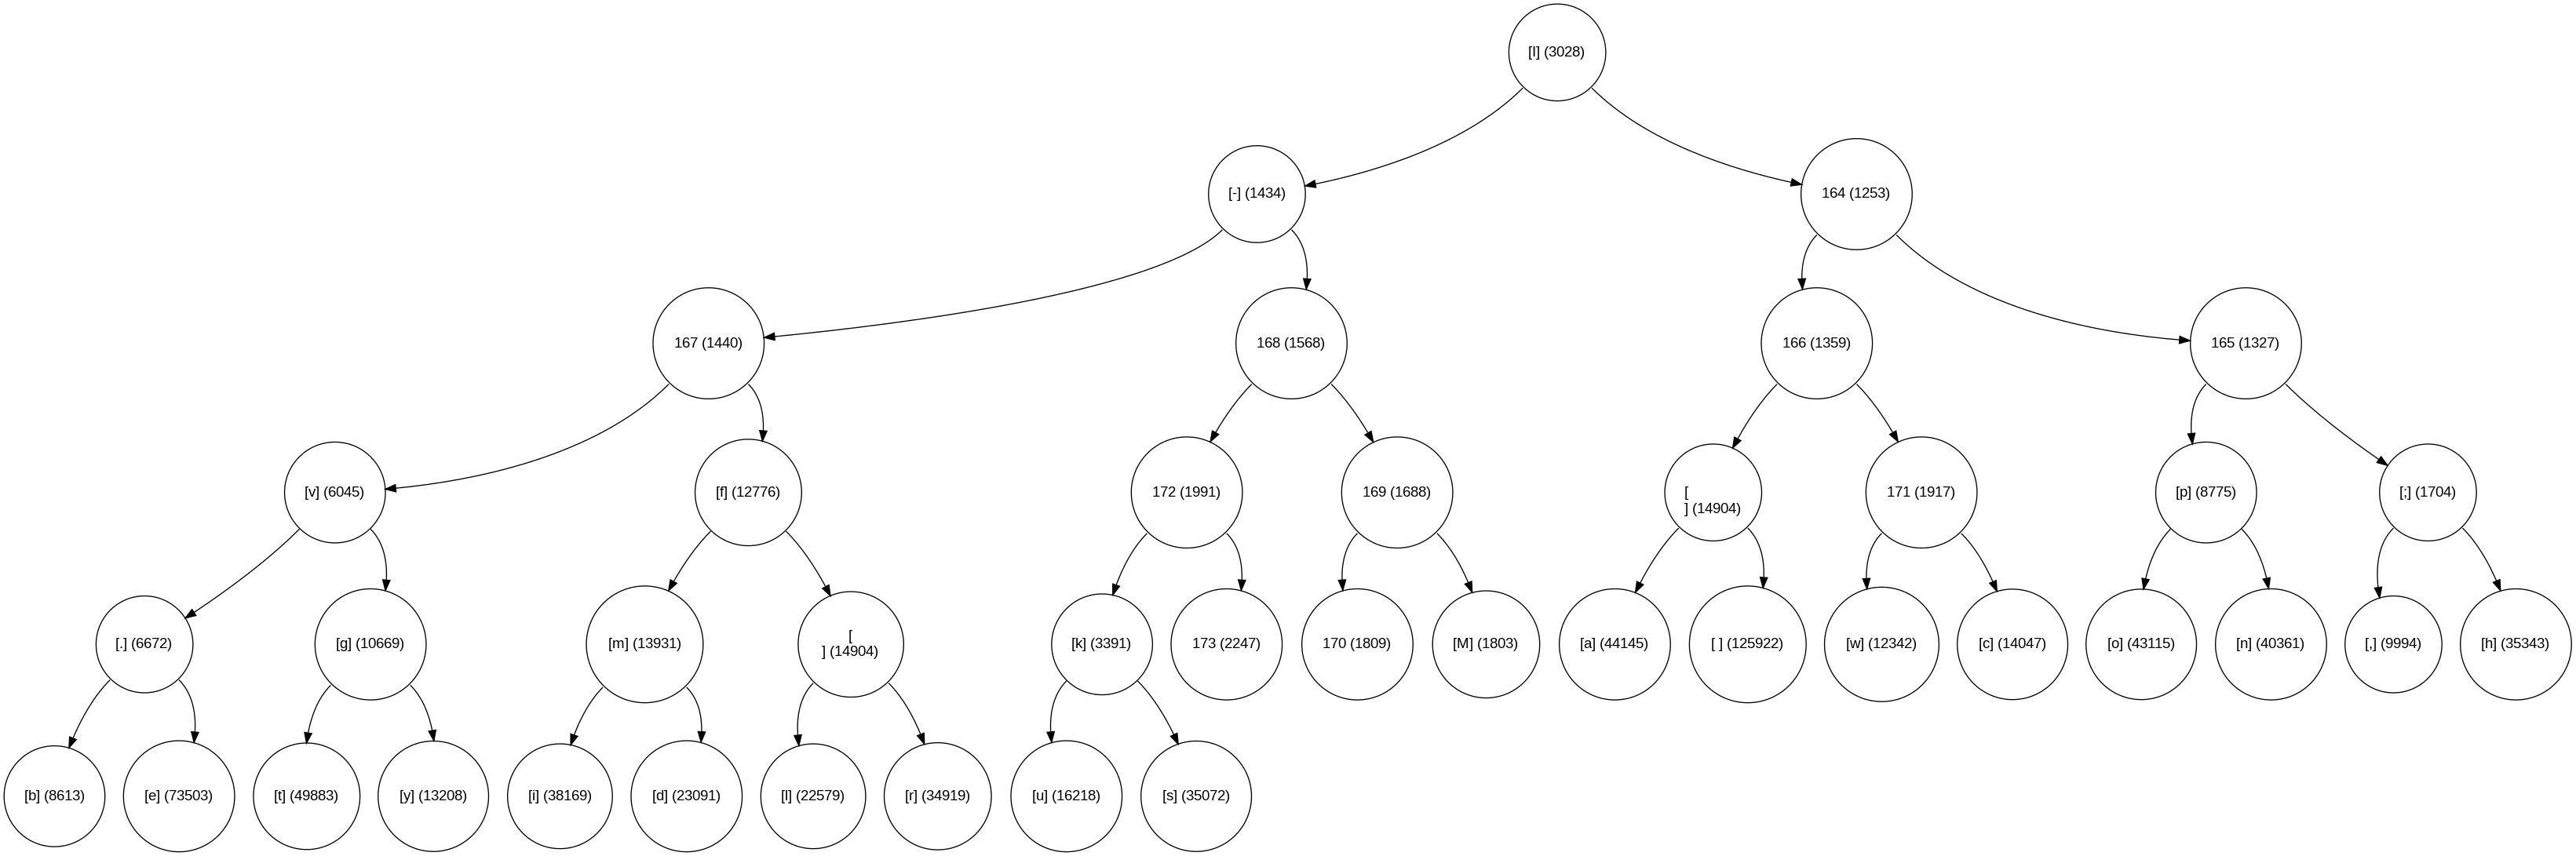 [I] (3028)
[-] (1434)
164 (1253)
167 (1440)
168 (1568)
166 (1359)
165 (1327)
[v] (6045)
[f] (12776)
172 (1991)
169 (1688)
[
] (14904)
171 (1917)
[p] (8775)
[;] (1704)
[.] (6672)
[g] (10669)
[m] (13931)
[
] (14904)
[k] (3391)
173 (2247)
170 (1809)
[M] (1803)
[a] (44145)
[ ] (125922)
[w] (12342)
[c] (14047)
[o] (43115)
[n] (40361)
[,] (9994)
[h] (35343)
[b] (8613)
[e] (73503)
[t] (49883)
[y] (13208)
[i] (38169)
[d] (23091)
[l] (22579)
[r] (34919)
[u] (16218)
[s] (35072)